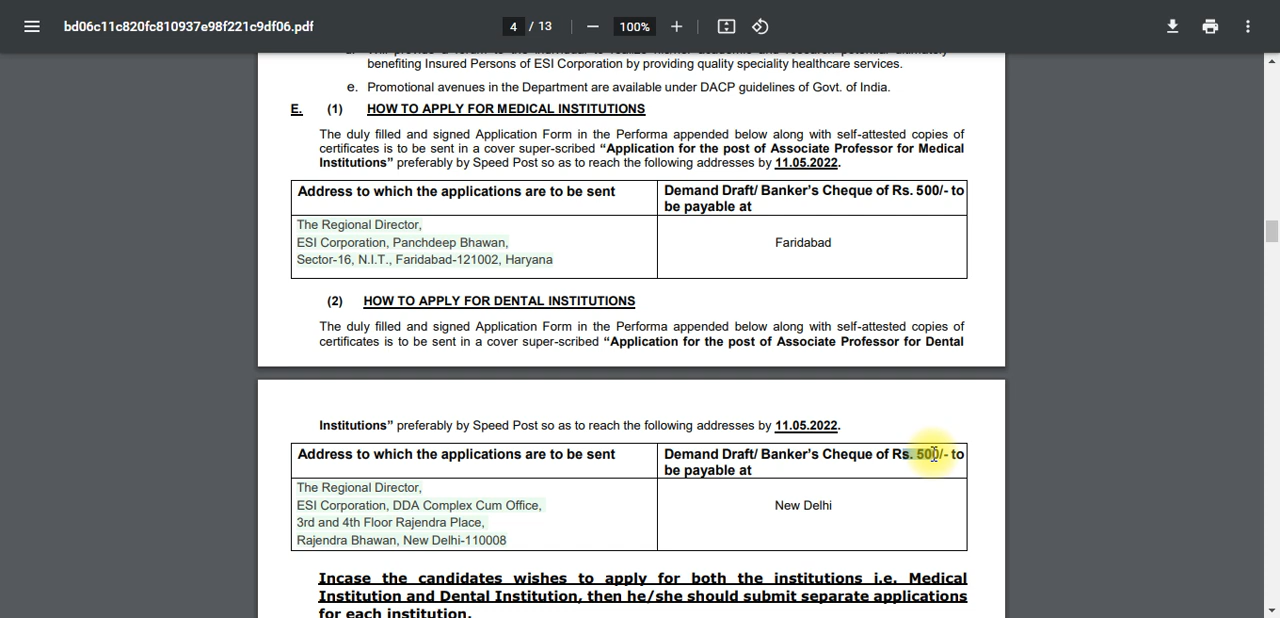 bd06c11c820fc810937e98f221c9df06.pdf
4 / 13
100%
benefiting Insured Persons of ESI Corporation by providing quality speciality healthcare services.
e. Promotional avenues in the Department are available under DACP guidelines of Govt. of India.
E. (1) HOW TO APPLY FOR MEDICAL INSTITUTIONS
The duly filled and signed Application Form in the Performa appended below along with self-attested copies of
certificates is to be sent in a cover super-scribed “Application for the post of Associate Professor for Medical
Institutions” preferably by Speed Post so as to reach the following addresses by 11.05.2022.
Address to which the applications are to be sent
Demand Draft/ Banker’s Cheque of Rs. 500/- to
be payable at
The Regional Director,
ESI Corporation, Panchdeep Bhawan,
Sector-16, N.I.T., Faridabad-121002, Haryana
Faridabad
(2) HOW TO APPLY FOR DENTAL INSTITUTIONS
The duly filled and signed Application Form in the Performa appended below along with self-attested copies of
certificates is to be sent in a cover super-scribed “Application for the post of Associate Professor for Dental
Institutions” preferably by Speed Post so as to reach the following addresses by 11.05.2022.
Address to which the applications are to be sent
Demand Draft/ Banker’s Cheque of Rs. 500/- to
be payable at
The Regional Director,
ESI Corporation, DDA Complex Cum Office,
3rd and 4th Floor Rajendra Place,
Rajendra Bhawan, New Delhi-110008
New Delhi
Incase the candidates wishes to apply for both the institutions i.e. Medical
Institution and Dental Institution, then he/she should submit separate applications
for each institution.